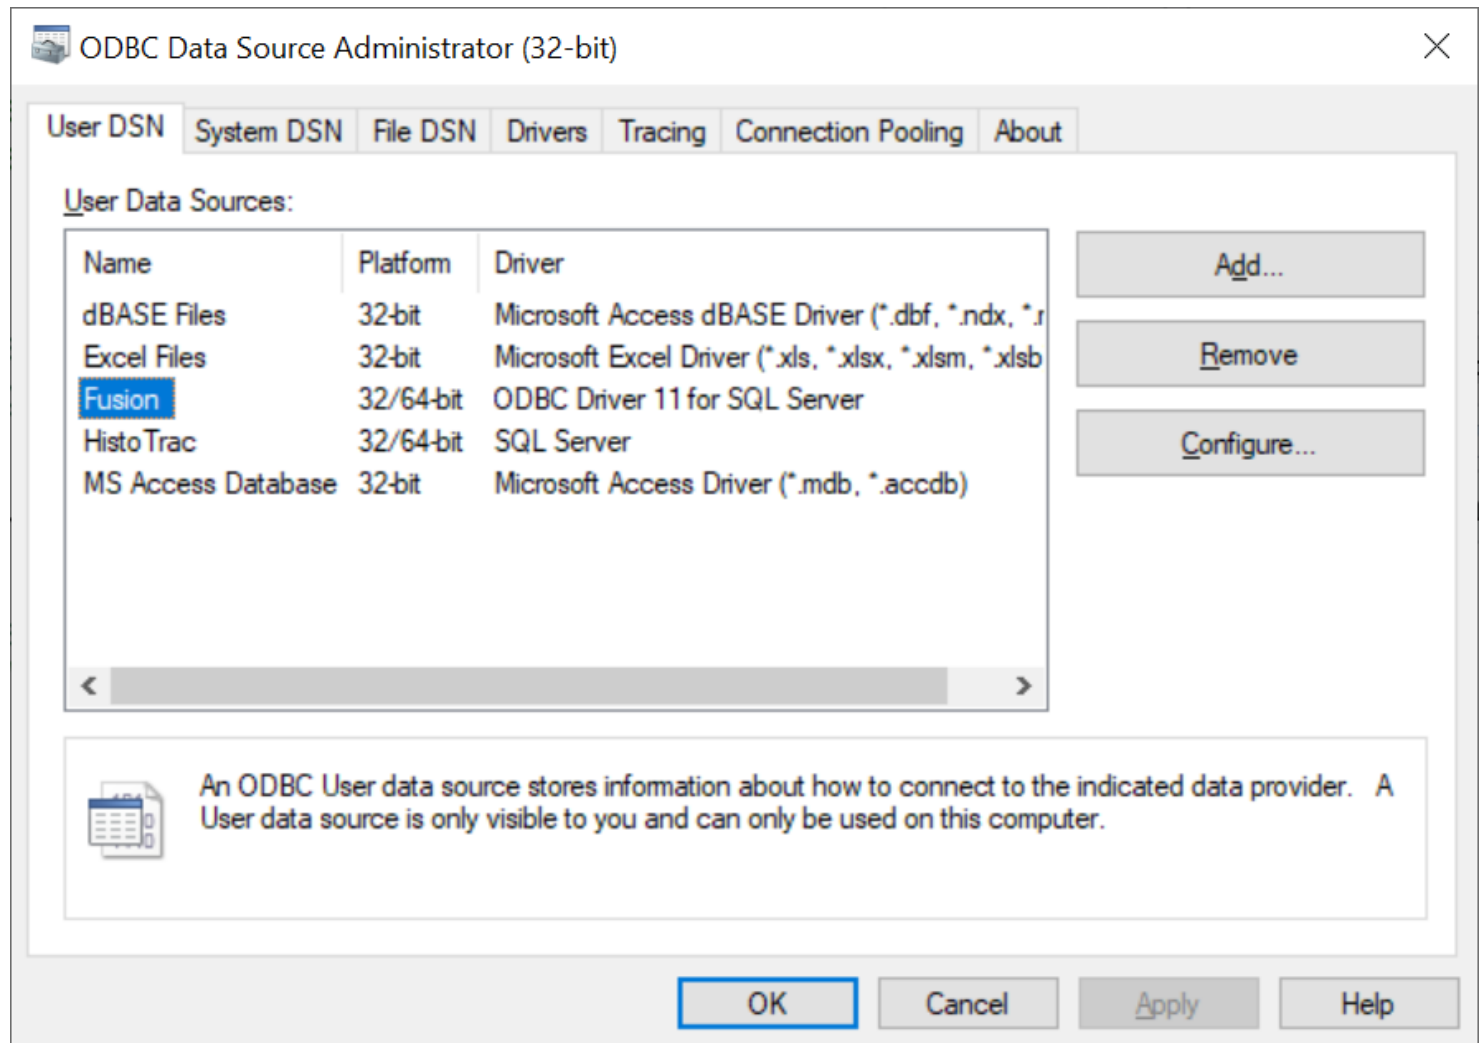 ODBC Data Source Administrator (32-bit)
User DSN System DSN File DSN Drivers Tracing Connection Pooling About
User Data Sources:
Name Platform Driver
dBASE Files 32-bit Microsoft Access dBASE Driver (*.dbf, *.ndx, *.r
Excel Files 32-bit Microsoft Excel Driver (*.xls, *.xlsx, *.xlsm, *.xlsb
Fusion 32/64-bit ODBC Driver 11 for SQL Server
HistoTrac 32/64-bit SQL Server
MS Access Database 32-bit Microsoft Access Driver (*.mdb, *.accdb)
Add...
Remove
Configure...
An ODBC User data source stores information about how to connect to the indicated data provider. A
User data source is only visible to you and can only be used on this computer.
OK Cancel Apply Help